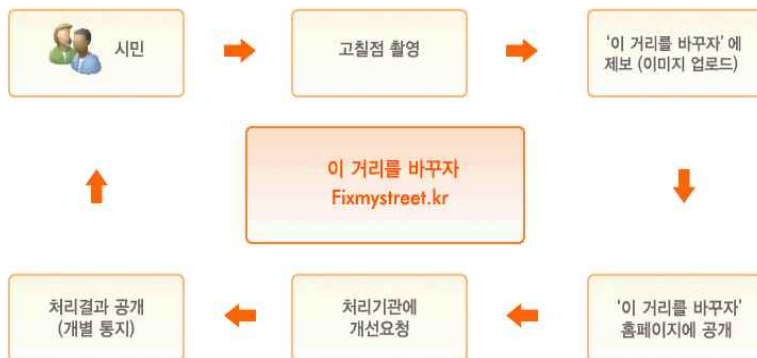 시민
고칠점 촬영
'이 거리를 바꾸자' 에
제보 (이미지 업로드)
이 거리를 바꾸자
Fixmystreet.kr
처리결과 공개
(개별 통지)
처리기관에
개선요청
'이 거리를 바꾸자'
홈페이지에 공개